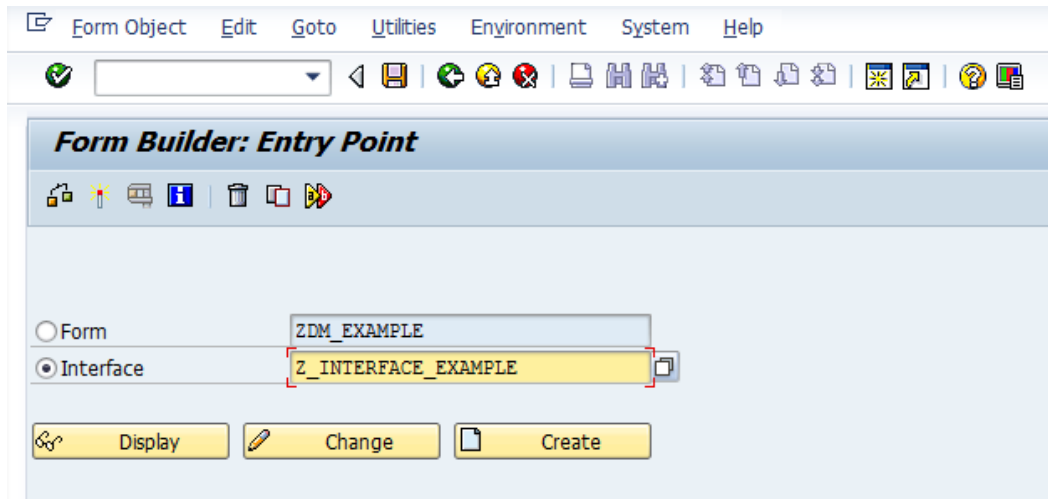 Form Object Edit Goto Utilities Environment System Help
Form Builder: Entry Point
Form ZDM_EXAMPLE
Interface Z_INTERFACE_EXAMPLE
Display Change Create